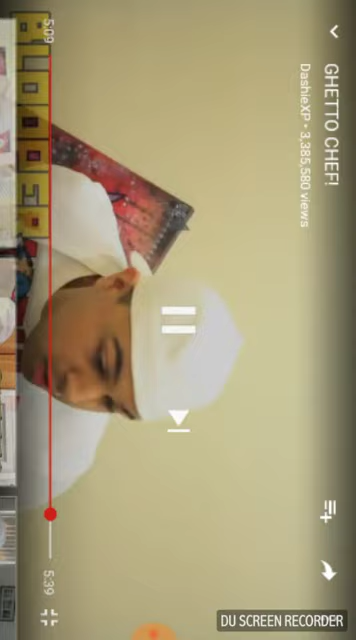 GHETTO CHEF!
DashieXP • 3,385,580 views
5:09
5:39
DU SCREEN RECORDER